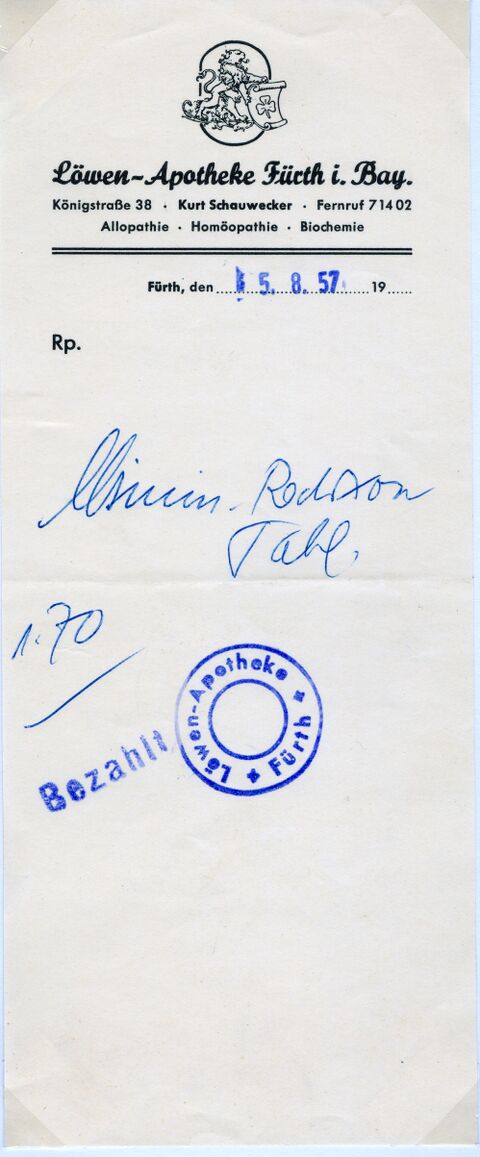 Löwen-Apotheke Fürth i. Bay.
Königstraße 38 · Kurt Schauwecker · Fernruf 71402
Allopathie · Homöopathie · Biochemie
Fürth, den 5. 8. 57 19
Rp.
Tabl.
1.70
Löwen-Apotheke
Fürth
Bezahlt